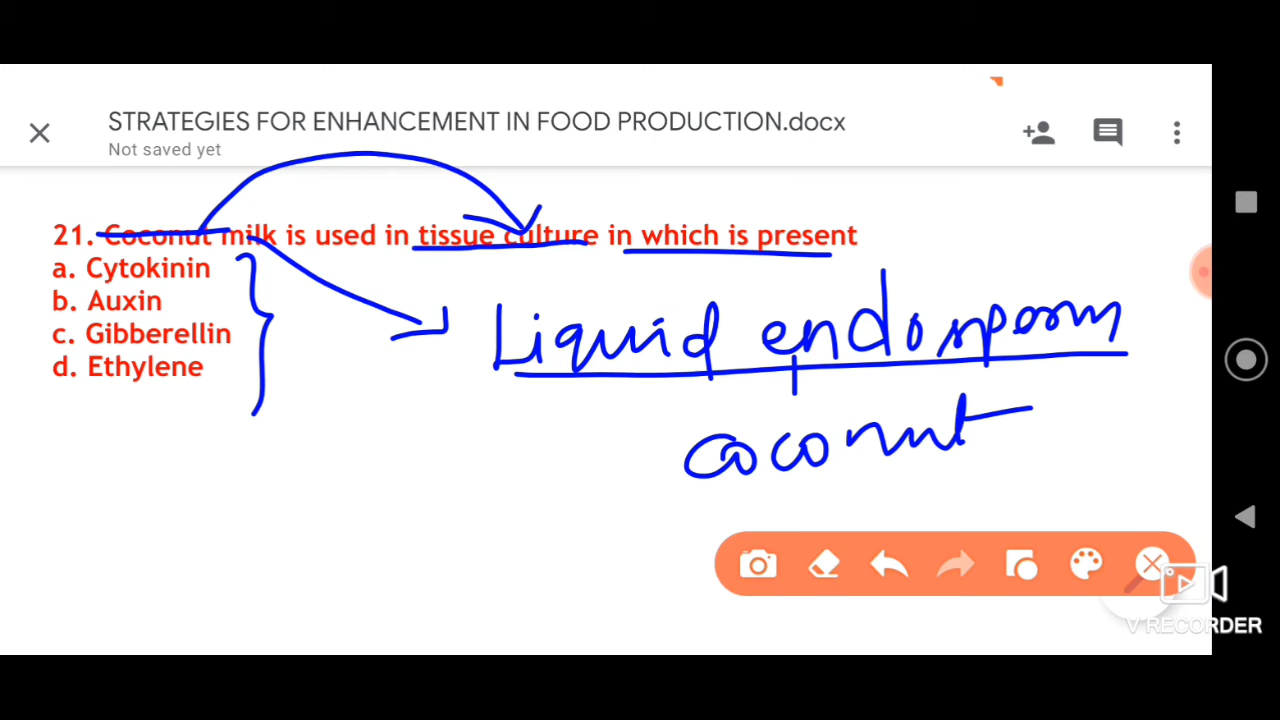 STRATEGIES FOR ENHANCEMENT IN FOOD PRODUCTION.docx
Not saved yet
21. Coconut milk is used in tissue culture in which is present
a. Cytokinin
b. Auxin
c. Gibberellin
d. Ethylene
Liquid endosperm
coconut
V RECORDER